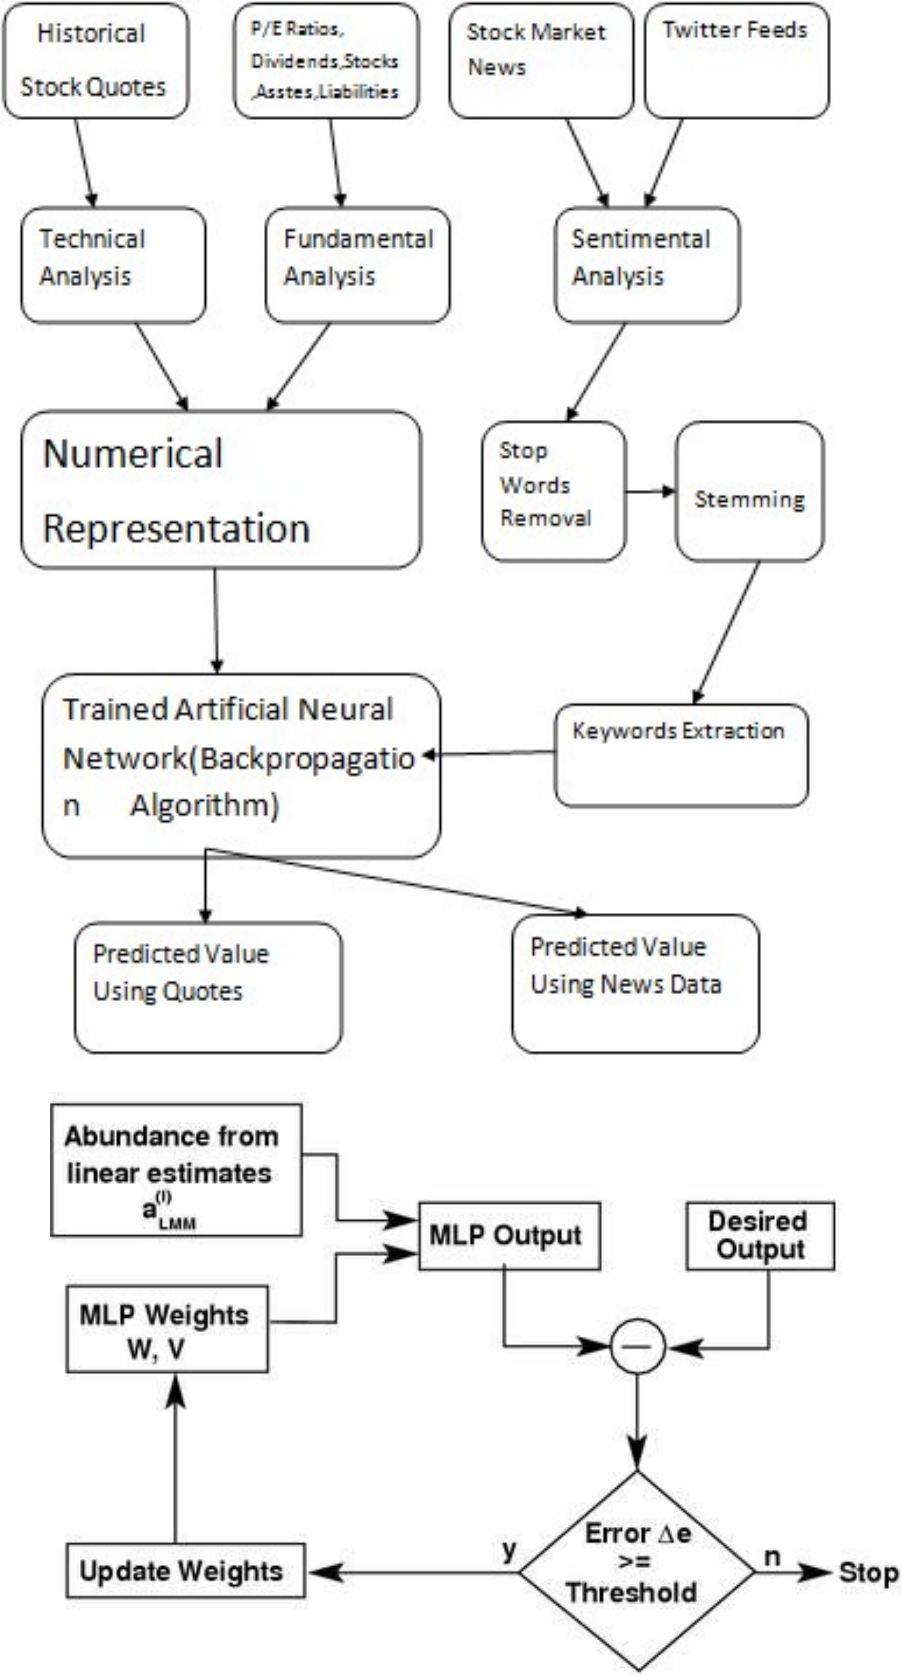 Historical
Stock Quotes
P/E Ratios,
Dividends,Stocks
,Asstes,Liabilities
Stock Market
News
Twitter Feeds
Technical
Analysis
Fundamental
Analysis
Sentimental
Analysis
Numerical
Representation
Stop
Words
Removal
Stemming
Trained Artificial Neural
Network(Backpropagatio
n Algorithm)
Keywords Extraction
Predicted Value
Using Quotes
Predicted Value
Using News Data
Abundance from
linear estimates
a(l)LMM
MLP Output
Desired
Output
MLP Weights
W, V
—
Error Δe
>=
Threshold
y
n
Stop
Update Weights